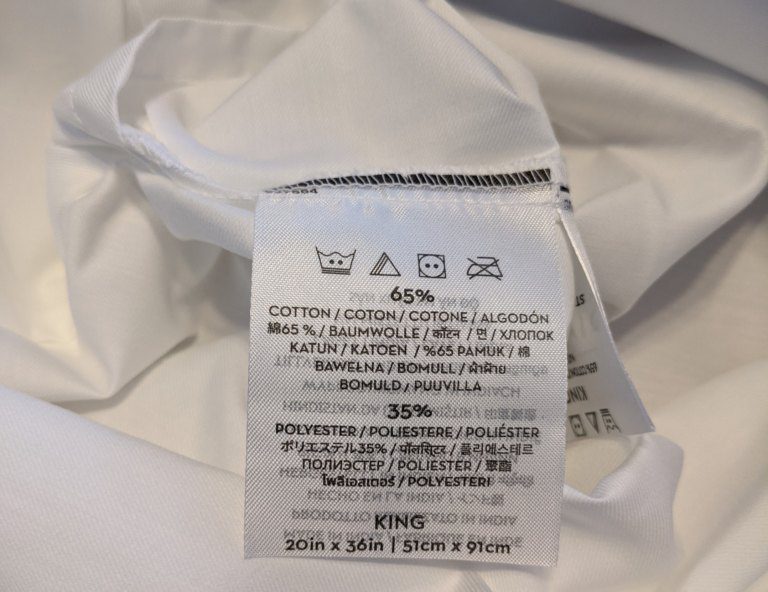 65%
COTTON / COTON / COTONE / ALGODÓN
綿65 % / BAUMWOLLE / कॉटन / 면 / ХЛОПОК
KATUN / KATOEN / %65 PAMUK / 棉
BAWEŁNA / BOMULL / ผ้าฝ้าย
BOMULD / PUUVILLA
35%
POLYESTER / POLIESTERE / POLIÉSTER
ポリエステル35% / पॉलिस्टर / 폴리에스테르
ПОЛИЭСТЕР / POLIESTER / 聚酯
โพลีเอสเตอร์ / POLYESTERI
KING
20in x 36in | 51cm x 91cm